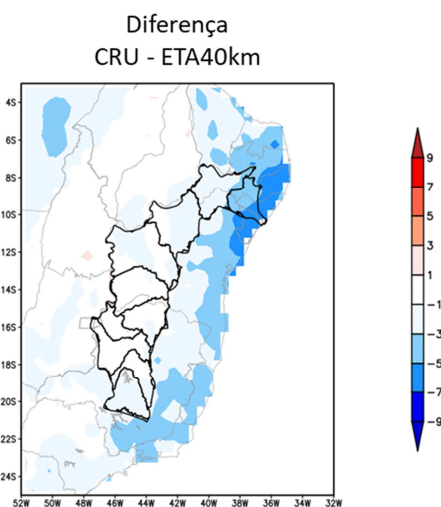 Diferença
CRU - ETA40km
4S
6S
8S
10S
12S
14S
16S
18S
20S
22S
24S
52W 50W 48W 46W 44W 42W 40W 38W 36W 34W 32W
9
7
5
3
1
-1
-3
-5
-7
-9